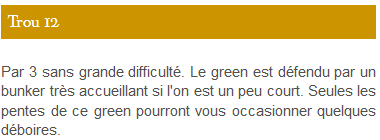 Trou 12
Par 3 sans grande difficulté. Le green est défendu par un
bunker très accueillant si l'on est un peu court. Seules les
pentes de ce green pourront vous occasionner quelques
déboires.